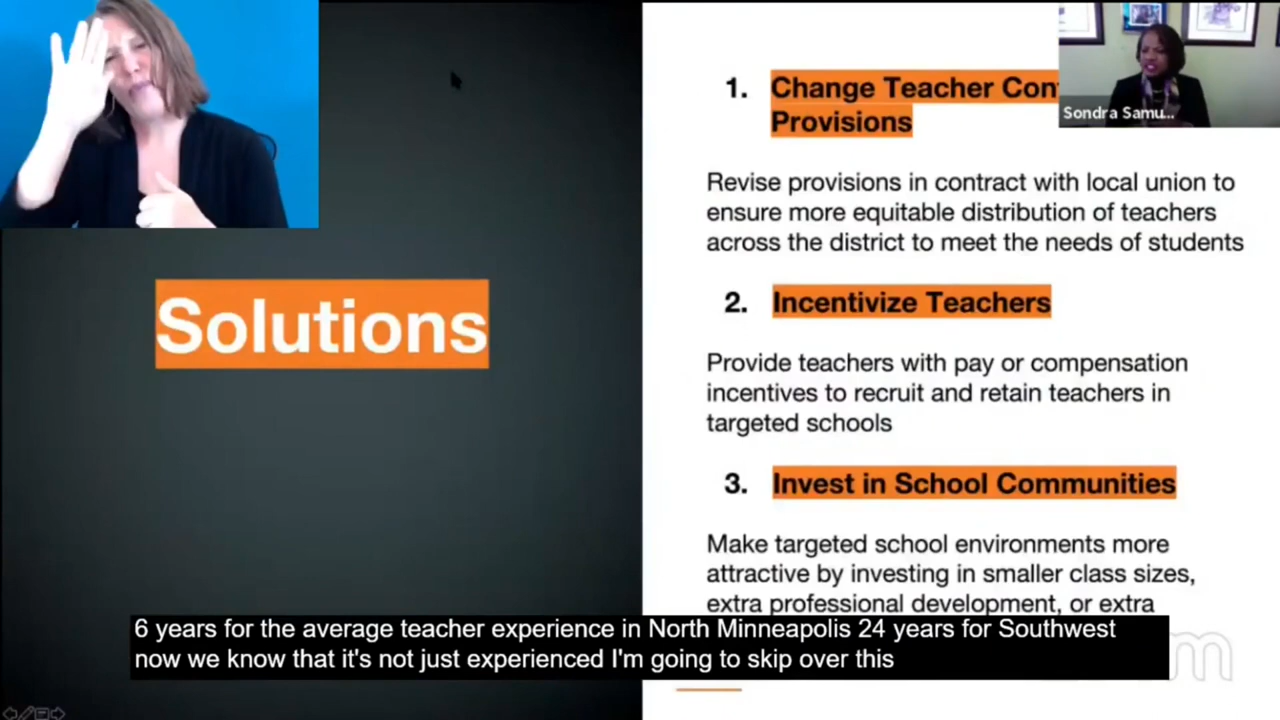 Solutions
1. Change Teacher Con
Provisions
Sondra Samu...
Revise provisions in contract with local union to
ensure more equitable distribution of teachers
across the district to meet the needs of students
2. Incentivize Teachers
Provide teachers with pay or compensation
incentives to recruit and retain teachers in
targeted schools
3. Invest in School Communities
Make targeted school environments more
attractive by investing in smaller class sizes,
extra professional development, or extra
6 years for the average teacher experience in North Minneapolis 24 years for Southwest
now we know that it's not just experienced I'm going to skip over this
m